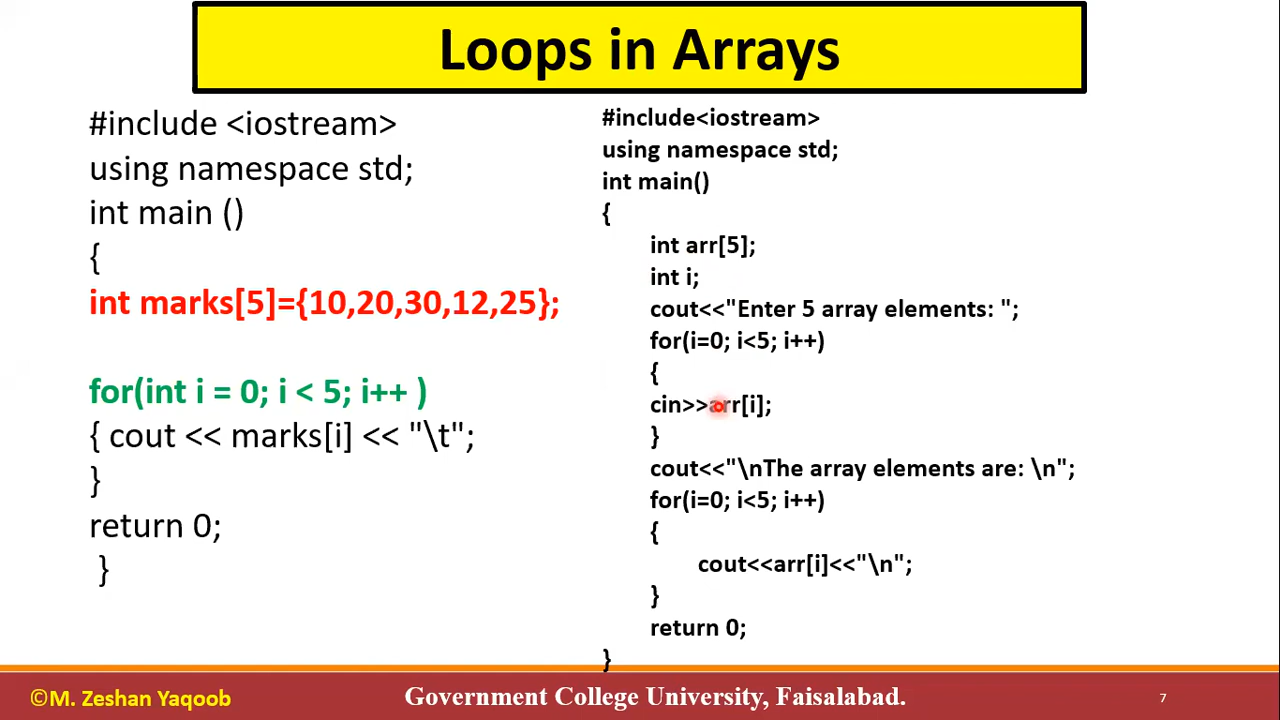 Loops in Arrays
#include <iostream>
using namespace std;
int main ()
{
int marks[5]={10,20,30,12,25};
for(int i = 0; i < 5; i++ )
{ cout << marks[i] << "\t";
}
return 0;
}
#include<iostream>
using namespace std;
int main()
{
int arr[5];
int i;
cout<<"Enter 5 array elements: ";
for(i=0; i<5; i++)
{
cin>>arr[i];
}
cout<<"\nThe array elements are: \n";
for(i=0; i<5; i++)
{
cout<<arr[i]<<"\n";
}
return 0;
}
©M. Zeshan Yaqoob
Government College University, Faisalabad.
7